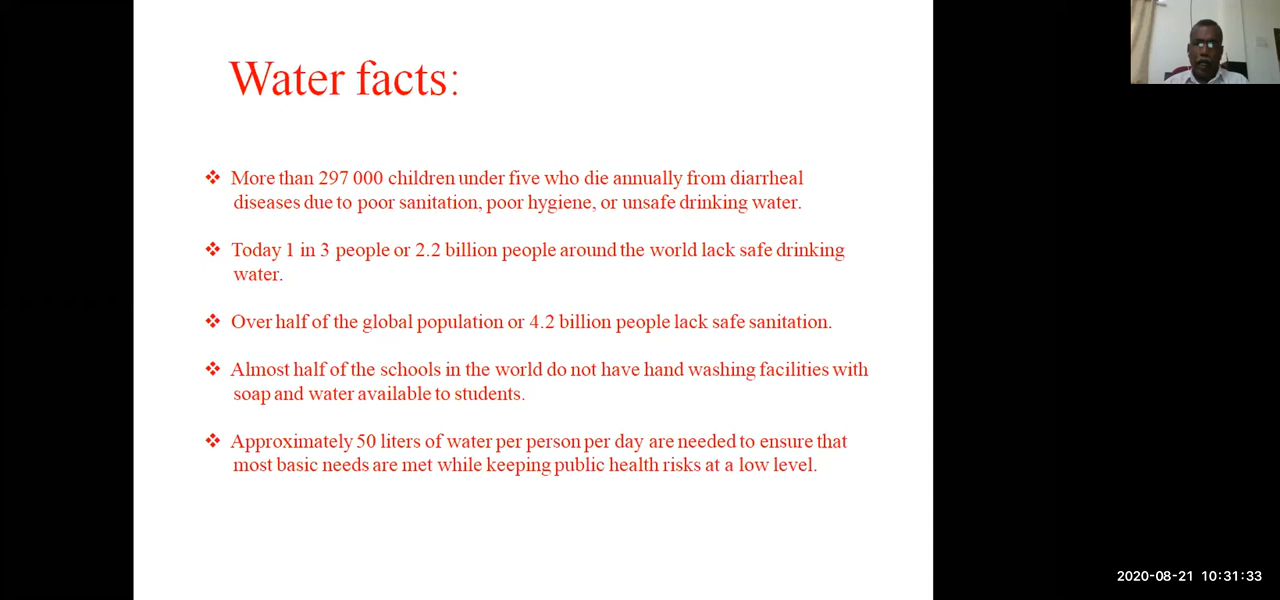 Water facts:
❖ More than 297 000 children under five who die annually from diarrheal
diseases due to poor sanitation, poor hygiene, or unsafe drinking water.
❖ Today 1 in 3 people or 2.2 billion people around the world lack safe drinking
water.
❖ Over half of the global population or 4.2 billion people lack safe sanitation.
❖ Almost half of the schools in the world do not have hand washing facilities with
soap and water available to students.
❖ Approximately 50 liters of water per person per day are needed to ensure that
most basic needs are met while keeping public health risks at a low level.
2020-08-21 10:31:33